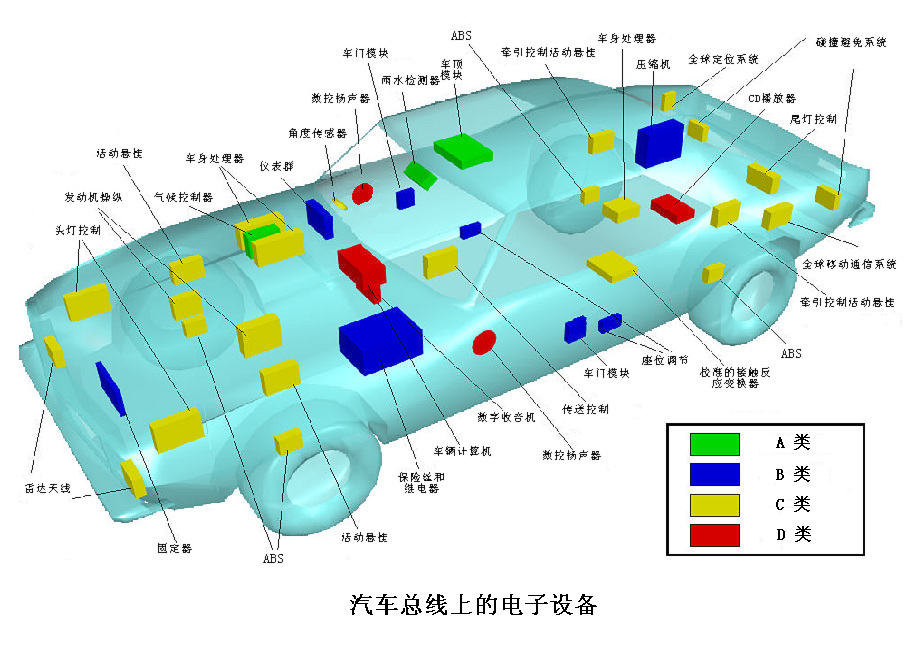 ABS
车身处理器
碰撞避免系统
车门模块
牵引控制活动悬挂
全球定位系统
车顶
模块
压缩机
雨水检测器
数控扬声器
CD播放器
尾灯控制
角度传感器
活动悬挂
车身处理器
仪表群
发动机操纵
气候控制器
头灯控制
全球移动通信系统
牵引控制活动悬挂
ABS
座位调节
车门模块
校准的接触反
应变换器
传送控制
数字收音机
车辆计算机
数控扬声器
保险丝和
继电器
雷达天线
固定器
ABS
活动悬挂
A 类
B 类
C 类
D 类
汽车总线上的电子设备